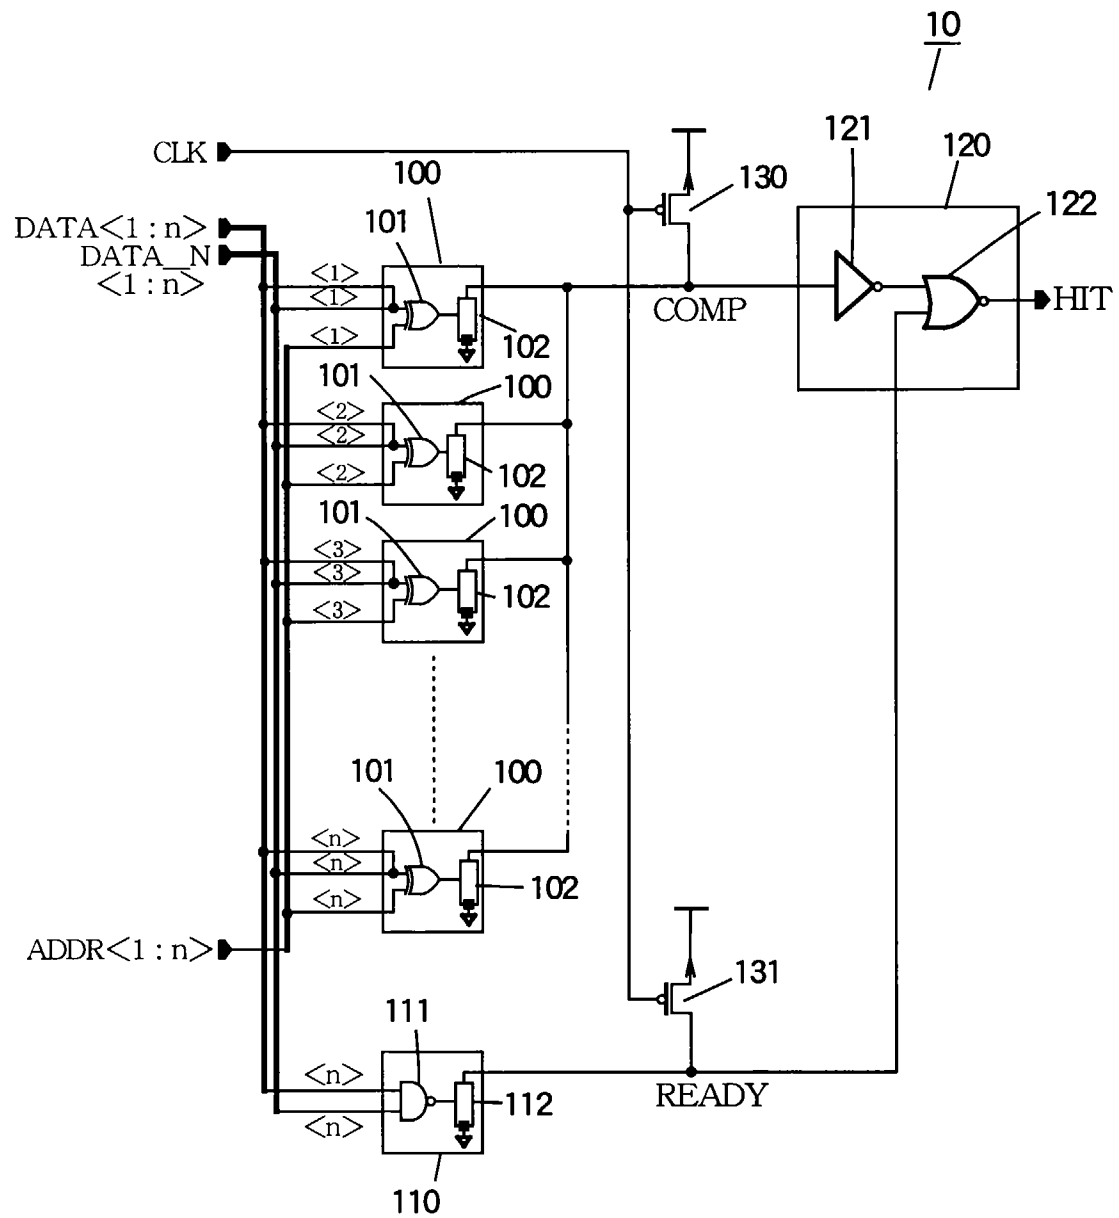 10
121
120
CLK
100
130
122
DATA<1 : n>
101
DATA_N
<1 : n>
<1>
<1>
<1>
102
COMP
HIT
101
100
<2>
<2>
<2>
102
101
100
<3>
<3>
<3>
102
101
100
<n>
<n>
<n>
102
ADDR<1 : n>
131
111
<n>
<n>
112
READY
110